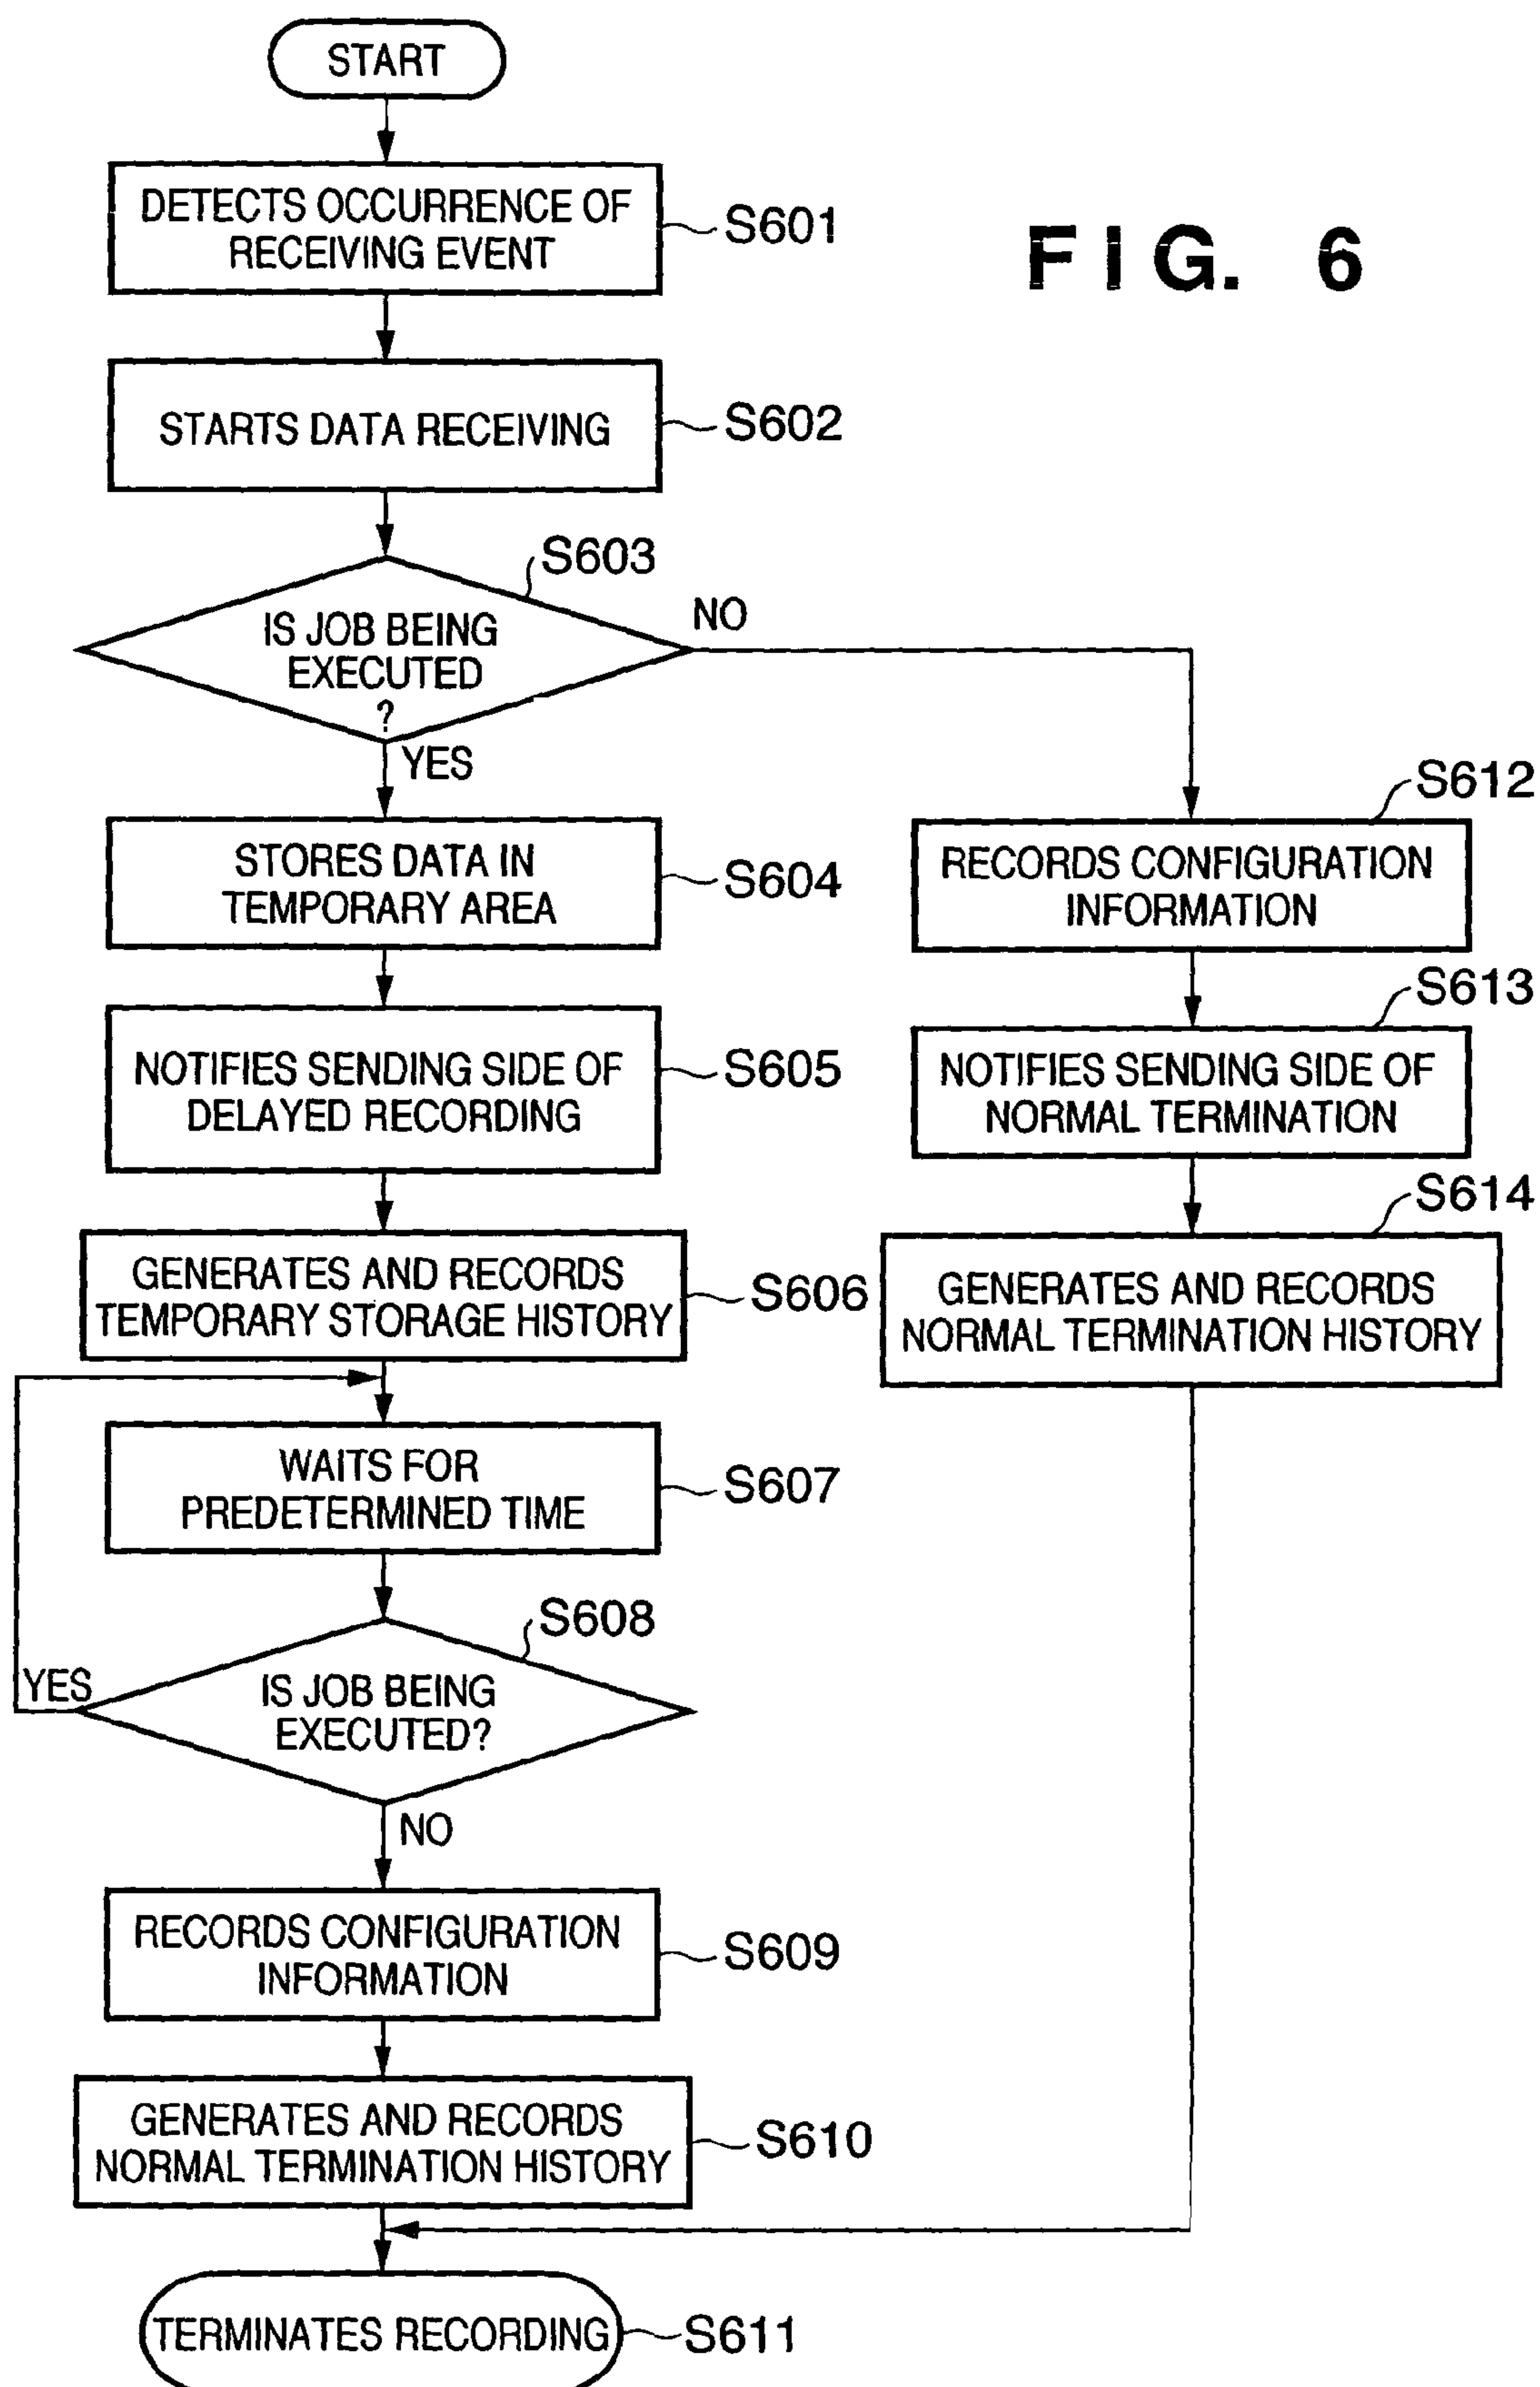 START
DETECTS OCCURRENCE OF
RECEIVING EVENT
S601
FIG. 6
STARTS DATA RECEIVING
S602
S603
IS JOB BEING
EXECUTED
?
NO
YES
STORES DATA IN
TEMPORARY AREA
S604
S612
RECORDS CONFIGURATION
INFORMATION
NOTIFIES SENDING SIDE OF
DELAYED RECORDING
S605
S613
NOTIFIES SENDING SIDE OF
NORMAL TERMINATION
GENERATES AND RECORDS
TEMPORARY STORAGE HISTORY
S606
S614
GENERATES AND RECORDS
NORMAL TERMINATION HISTORY
WAITS FOR
PREDETERMINED TIME
S607
S608
YES
IS JOB BEING
EXECUTED?
NO
RECORDS CONFIGURATION
INFORMATION
S609
GENERATES AND RECORDS
NORMAL TERMINATION HISTORY
S610
TERMINATES RECORDING
S611